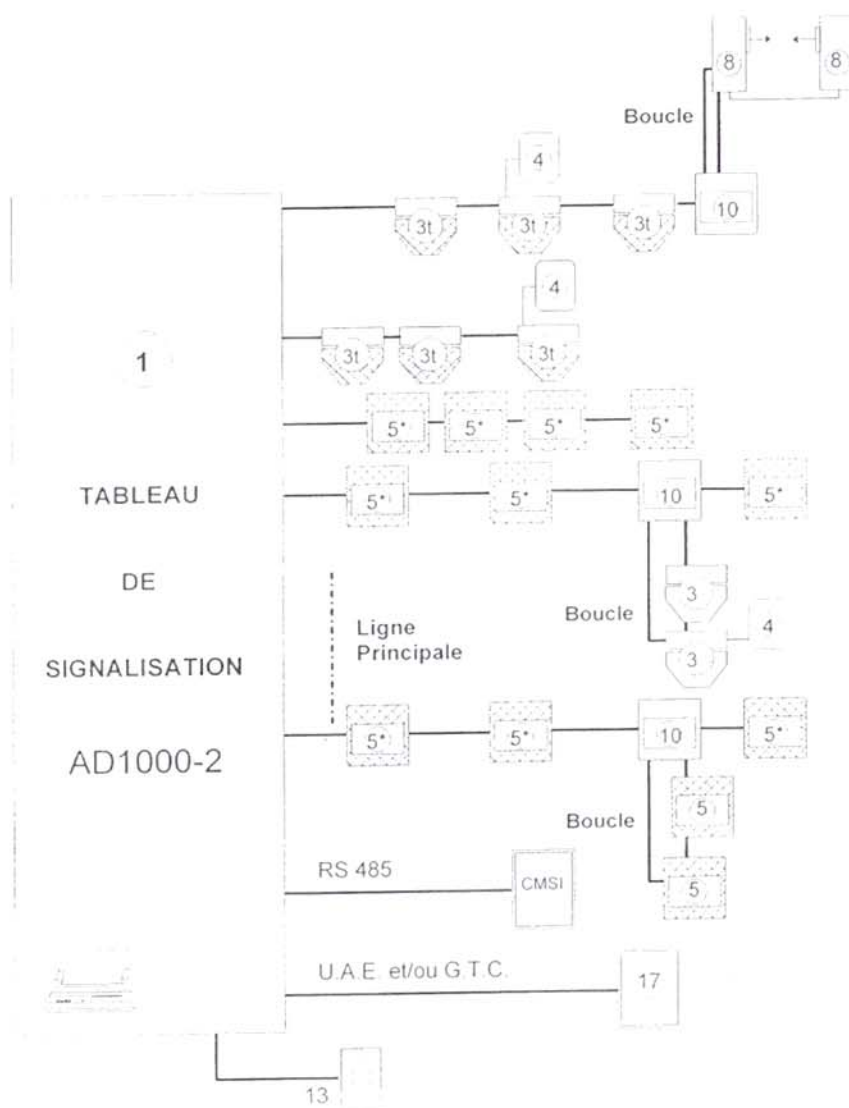 8
8
Boucle
4
3t
3t
3t
10
4
1
3t
3t
3t
5*
5*
5*
5*
TABLEAU
5*
5*
10
5*
DE
Boucle
3
4
3
Ligne
Principale
SIGNALISATION
AD1000-2
5*
5*
10
5*
Boucle
5
5
RS 485
CMSI
U.A.E. et/ou G.T.C.
17
13